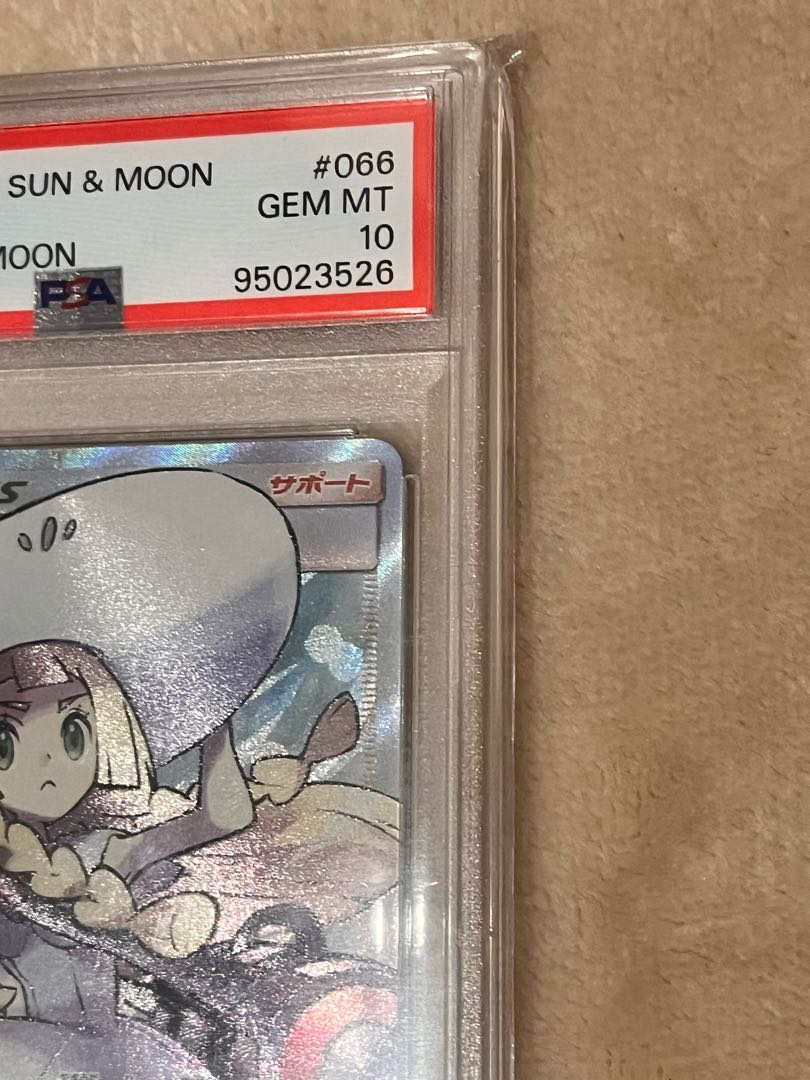 SUN & MOON #066
GEM MT
MOON 10
PSA 95023526
サポート